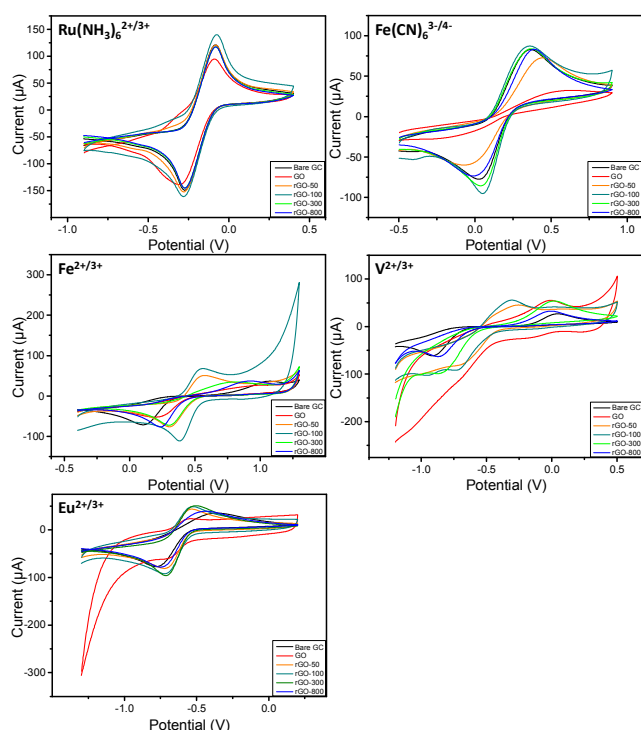 Ru(NH₃)₆²⁺/³⁺
150
100
50
0
-50
-100
-150
Current (µA)
-1.0
-0.5
0.0
0.5
Potential (V)
Bare GC
GO
rGO-50
rGO-100
rGO-300
rGO-800
Fe(CN)₆³⁻/⁴⁻
100
50
0
-50
-100
Current (µA)
-0.5
0.0
0.5
1.0
Potential (V)
Bare GC
GO
rGO-50
rGO-100
rGO-300
rGO-800
Fe²⁺/³⁺
300
200
100
0
-100
Current (µA)
0.0
0.5
1.0
Potential (V)
Bare GC
GO
rGO-50
rGO-100
rGO-300
rGO-800
V²⁺/³⁺
100
0
-100
-200
Current (µA)
-1.0
-0.5
0.0
0.5
Potential (V)
Bare GC
GO
rGO-50
rGO-100
rGO-300
rGO-800
Eu²⁺/³⁺
0
-100
-200
-300
Current (µA)
-1.0
-0.5
0.0
Potential (V)
Bare GC
GO
rGO-50
rGO-100
rGO-300
rGO-800